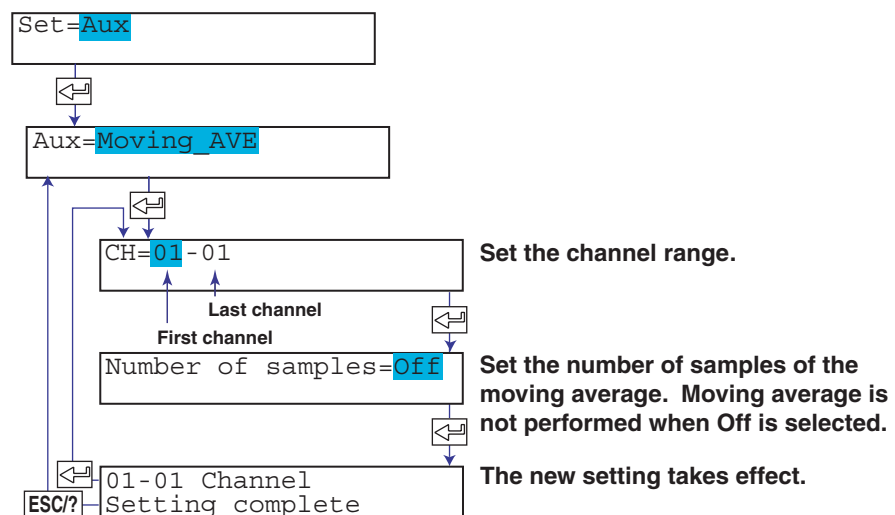 Set=Aux
Aux=Moving_AVE
CH=01-01
Set the channel range.
Last channel
First channel
Number of samples=Off
Set the number of samples of the
moving average. Moving average is
not performed when Off is selected.
01-01 Channel
The new setting takes effect.
ESC/?
Setting complete